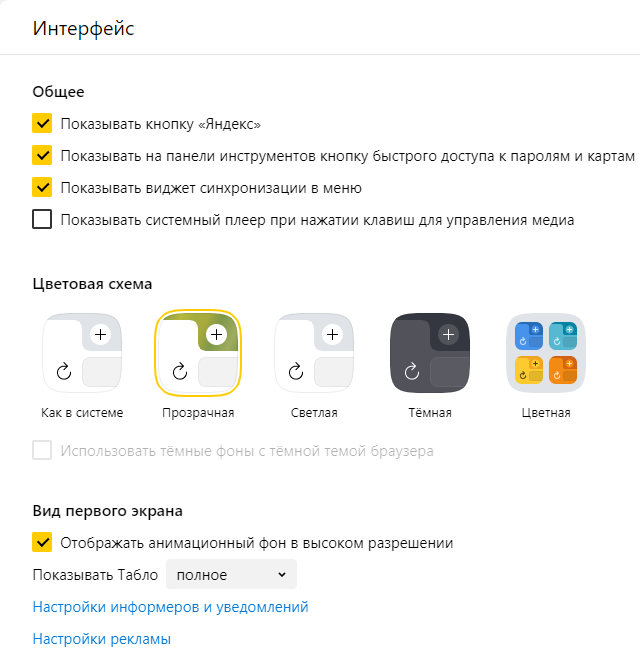 Интерфейс
Общее
Показывать кнопку «Яндекс»
Показывать на панели инструментов кнопку быстрого доступа к паролям и картам
Показывать виджет синхронизации в меню
Показывать системный плеер при нажатии клавиш для управления медиа
Цветовая схема
Как в системе
Прозрачная
Светлая
Тёмная
Цветная
Использовать тёмные фоны с тёмной темой браузера
Вид первого экрана
Отображать анимационный фон в высоком разрешении
Показывать Табло полное
Настройки информеров и уведомлений
Настройки рекламы